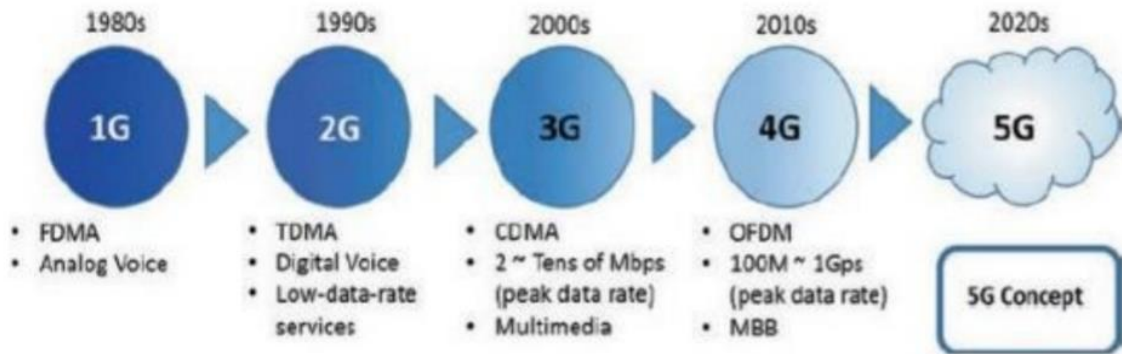 1980s
1990s
2000s
2010s
2020s
1G
2G
3G
4G
5G
• FDMA
• Analog Voice
• TDMA
• Digital Voice
• Low-data-rate
services
• CDMA
• 2 ~ Tens of Mbps
(peak data rate)
• Multimedia
• OFDM
• 100M ~ 1Gps
(peak data rate)
• MBB
5G Concept